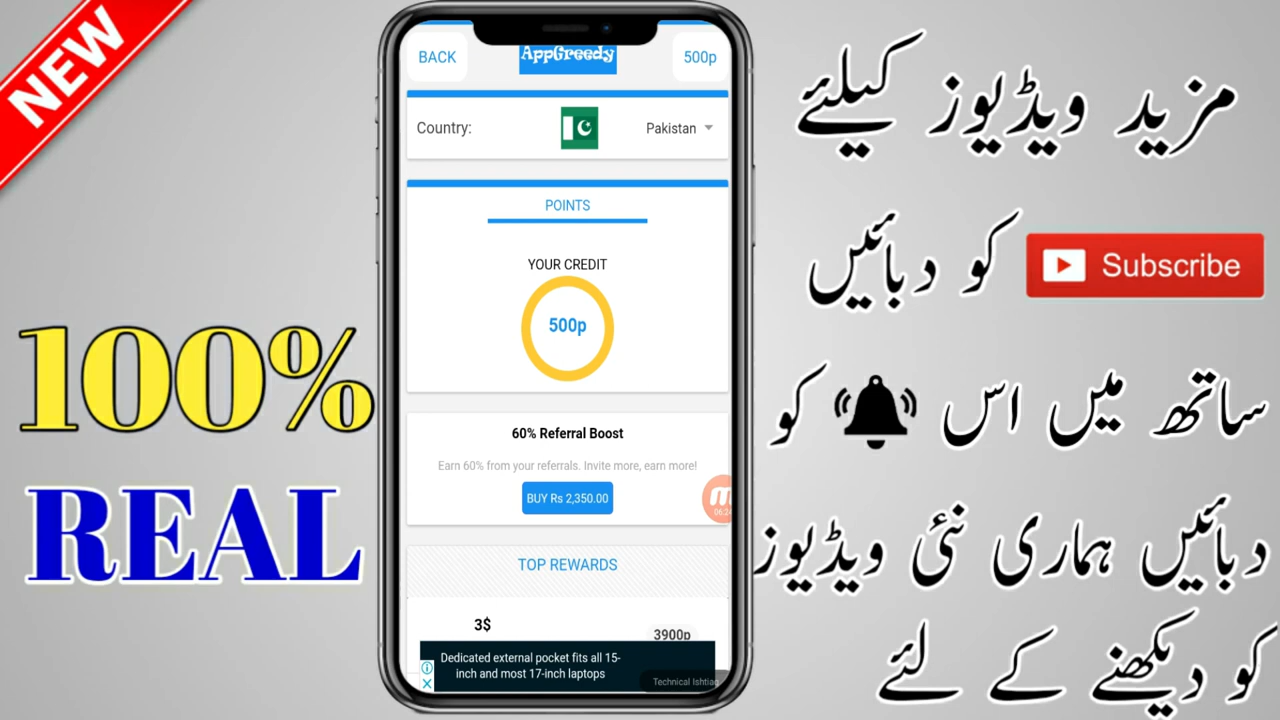 NEW
100%
REAL
BACK
AppGreedy
500p
Country:
Pakistan
POINTS
YOUR CREDIT
500p
60% Referral Boost
Earn 60% from your referrals. Invite more, earn more!
BUY Rs 2,350.00
06:24
TOP REWARDS
3$
3900p
Dedicated external pocket fits all 15-
inch and most 17-inch laptops
Technical Ishtiaq
مزید ویڈیوز کیلئے
Subscribe کو دبائیں
ساتھ میں اس کو
دبائیں ہماری نئی ویڈیوز
کو دیکھنے کے لئے